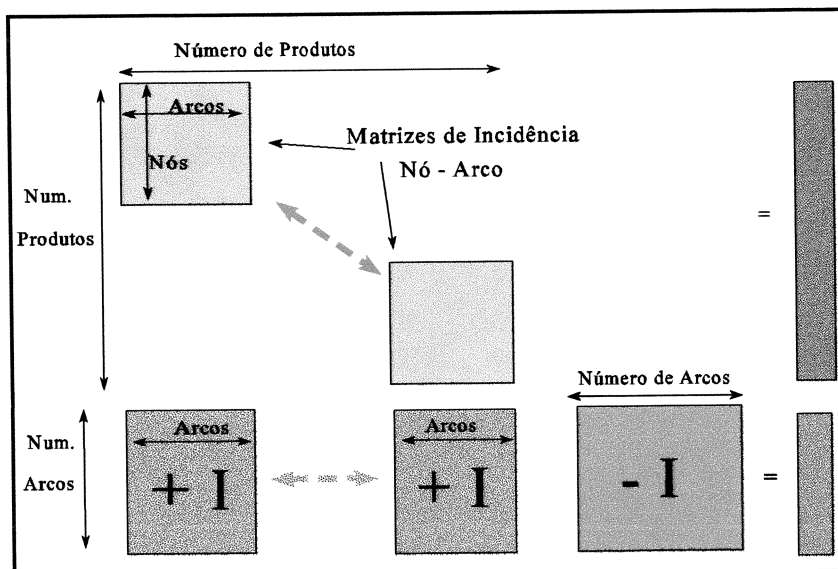 Número de Produtos
Arcos
Nós
Matrizes de Incidência
Nó - Arco
Num.
Produtos
=
Número de Arcos
Num.
Arcos
Arcos
+ I
Arcos
+ I
- I
=